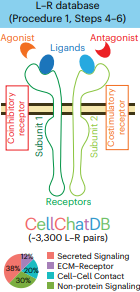 L-R database
(Procedure 1, Steps 4–6)
Agonist
Antagonist
Ligands
Coinhibitory
receptor
Subunit 1
Subunit 2
Costimulatory
receptor
Receptors
CellChatDB
(~3,300 L-R pairs)
12%
38%
20%
30%
Secreted Signaling
ECM–Receptor
Cell–Cell Contact
Non-protein Signaling